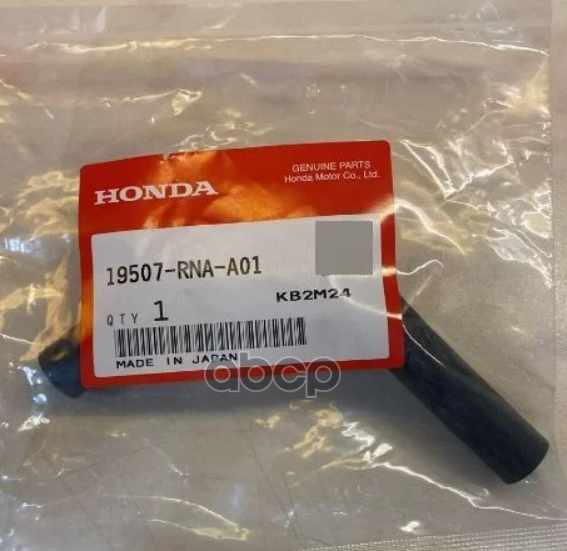 GENUINE PARTS
Honda Motor Co., Ltd.
HONDA
19507-RNA-A01
KB2M24
QTY 1
MADE IN JAPAN
abcp